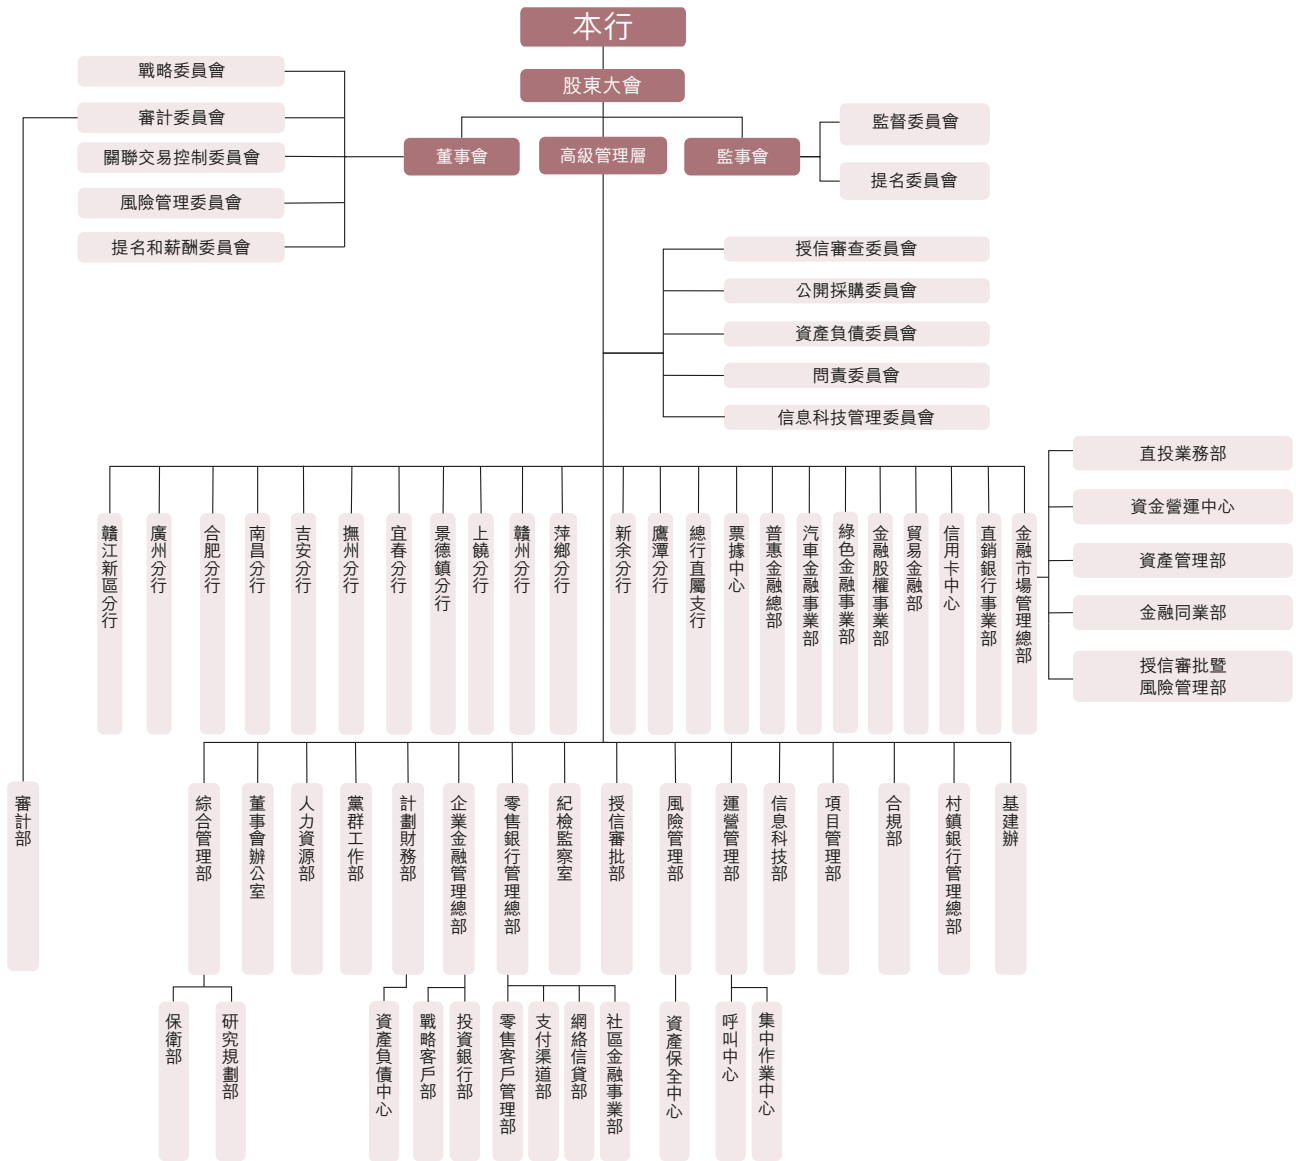 本行
股東大會
董事會
高級管理層
監事會
戰略委員會
審計委員會
關聯交易控制委員會
風險管理委員會
提名和薪酬委員會
監督委員會
提名委員會
授信審查委員會
公開採購委員會
資產負債委員會
問責委員會
信息科技管理委員會
贛江新區分行
廣州分行
合肥分行
南昌分行
吉安分行
撫州分行
宜春分行
景德鎮分行
上饒分行
贛州分行
萍鄉分行
新余分行
鷹潭分行
總行直屬支行
票據中心
普惠金融總部
汽車金融事業部
綠色金融事業部
金融股權事業部
貿易金融部
信用卡中心
直銷銀行事業部
金融市場管理總部
直投業務部
資金營運中心
資產管理部
金融同業部
授信審批暨
風險管理部
審計部
綜合管理部
董事會辦公室
人力資源部
黨群工作部
計劃財務部
企業金融管理總部
零售銀行管理總部
紀檢監察室
授信審批部
風險管理部
運營管理部
信息科技部
項目管理部
合規部
村鎮銀行管理總部
基建辦
保衛部
研究規劃部
資產負債中心
戰略客戶部
投資銀行部
零售客戶管理部
支付渠道部
網絡信貸部
社區金融事業部
資產保全中心
呼叫中心
集中作業中心